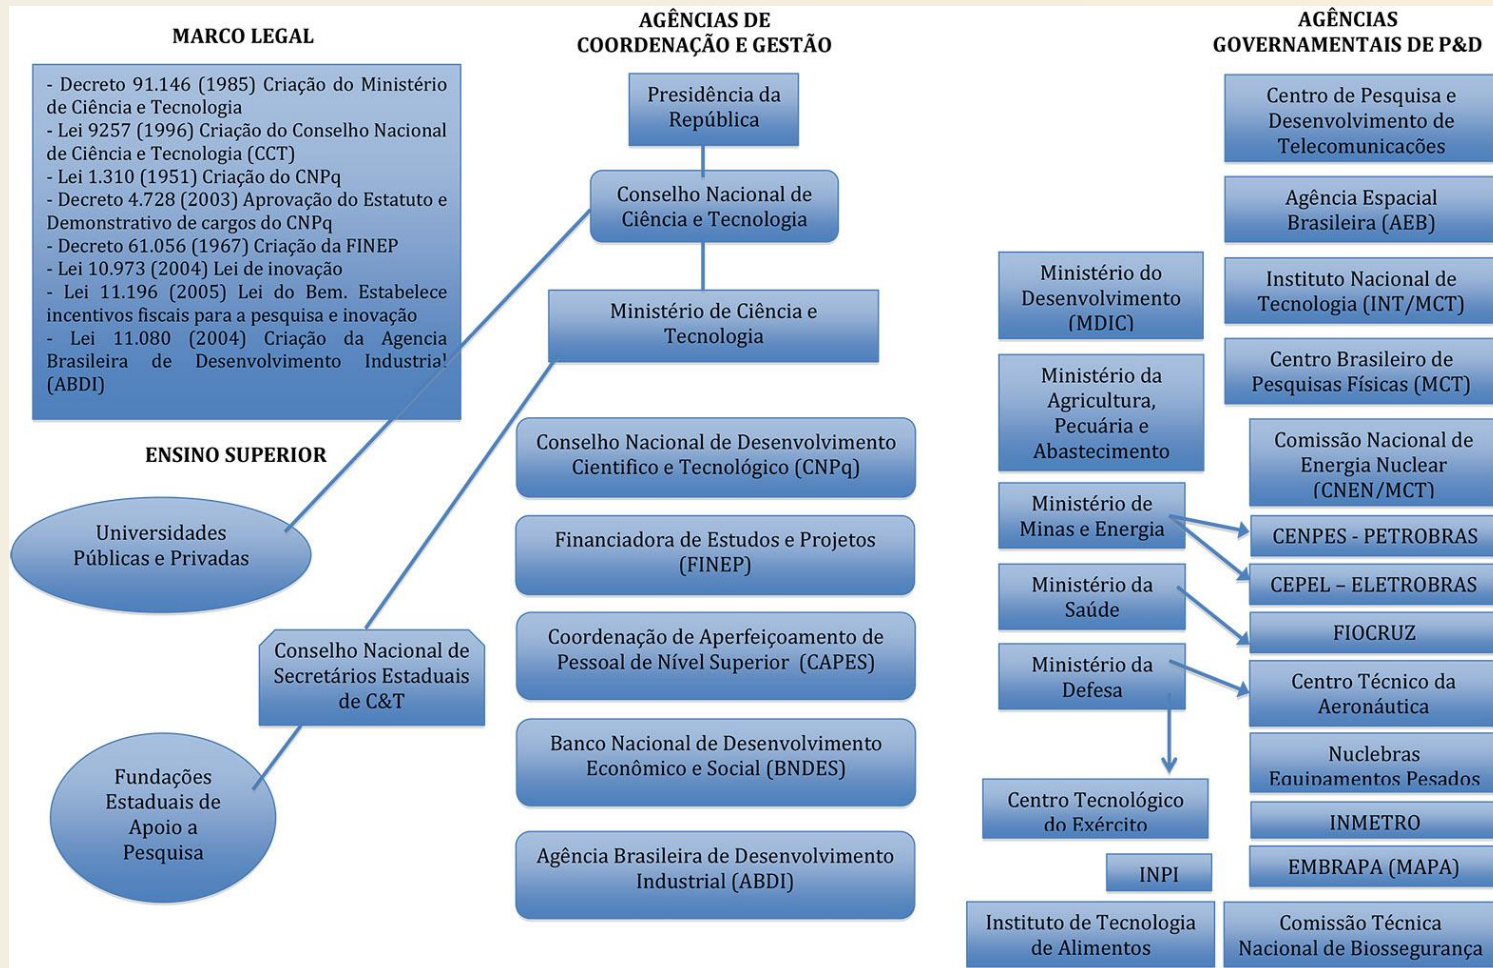 MARCO LEGAL
- Decreto 91.146 (1985) Criação do Ministério
de Ciência e Tecnologia
- Lei 9257 (1996) Criação do Conselho Nacional
de Ciência e Tecnologia (CCT)
- Lei 1.310 (1951) Criação do CNPq
- Decreto 4.728 (2003) Aprovação do Estatuto e
Demonstrativo de cargos do CNPq
- Decreto 61.056 (1967) Criação da FINEP
- Lei 10.973 (2004) Lei de inovação
- Lei 11.196 (2005) Lei do Bem. Estabelece
incentivos fiscais para a pesquisa e inovação
- Lei 11.080 (2004) Criação da Agencia
Brasileira de Desenvolvimento Industrial
(ABDI)
ENSINO SUPERIOR
Universidades
Públicas e Privadas
Conselho Nacional de
Secretários Estaduais
de C&T
Fundações
Estaduais de
Apoio a
Pesquisa
AGÊNCIAS DE
COORDENAÇÃO E GESTÃO
Presidência da
República
Conselho Nacional de
Ciência e Tecnologia
Ministério de Ciência e
Tecnologia
Conselho Nacional de Desenvolvimento
Cientifico e Tecnológico (CNPq)
Financiadora de Estudos e Projetos
(FINEP)
Coordenação de Aperfeiçoamento de
Pessoal de Nível Superior (CAPES)
Banco Nacional de Desenvolvimento
Econômico e Social (BNDES)
Agência Brasileira de Desenvolvimento
Industrial (ABDI)
AGÊNCIAS
GOVERNAMENTAIS DE P&D
Ministério do
Desenvolvimento
(MDIC)
Ministério da
Agricultura,
Pecuária e
Abastecimento
Ministério de
Minas e Energia
Ministério da
Saúde
Ministério da
Defesa
Centro Tecnológico
do Exército
INPI
Instituto de Tecnologia
de Alimentos
Centro de Pesquisa e
Desenvolvimento de
Telecomunicações
Agência Espacial
Brasileira (AEB)
Instituto Nacional de
Tecnologia (INT/MCT)
Centro Brasileiro de
Pesquisas Físicas (MCT)
Comissão Nacional de
Energia Nuclear
(CNEN/MCT)
CENPES - PETROBRAS
CEPEL – ELETROBRAS
FIOCRUZ
Centro Técnico da
Aeronáutica
Nuclebras
Equipamentos Pesados
INMETRO
EMBRAPA (MAPA)
Comissão Técnica
Nacional de Biossegurança